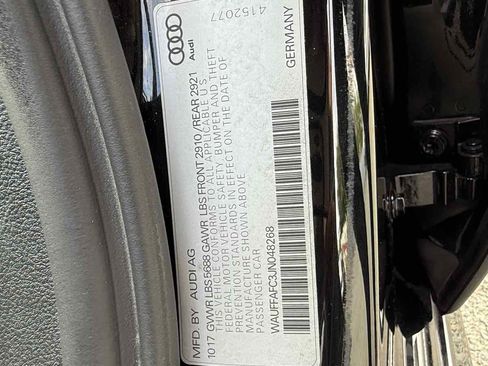 MFD. BY AUDI AG
10 17 GVWR LBS 5688 GAWR LBS FRONT 2910 / REAR 2921
THIS VEHICLE CONFORMS TO ALL APPLICABLE U.S
FEDERAL MOTOR VEHICLE SAFETY, BUMPER AND THEFT
PREVENTION STANDARDS IN EFFECT ON THE DATE OF
MANUFACTURE SHOWN ABOVE
PASSENGER CAR
WAUFFAFC3JN048268
Audi
4152077
GERMANY